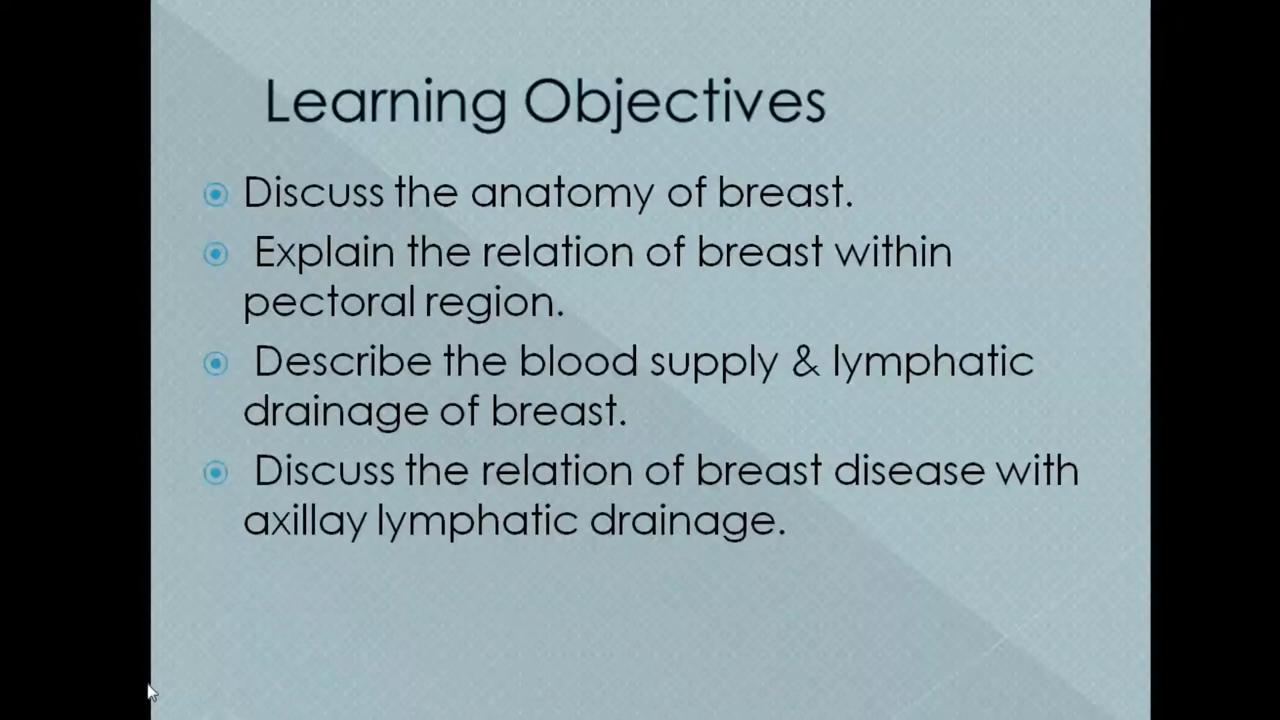 Learning Objectives
Discuss the anatomy of breast.
Explain the relation of breast within
pectoral region.
Describe the blood supply & lymphatic
drainage of breast.
Discuss the relation of breast disease with
axillay lymphatic drainage.